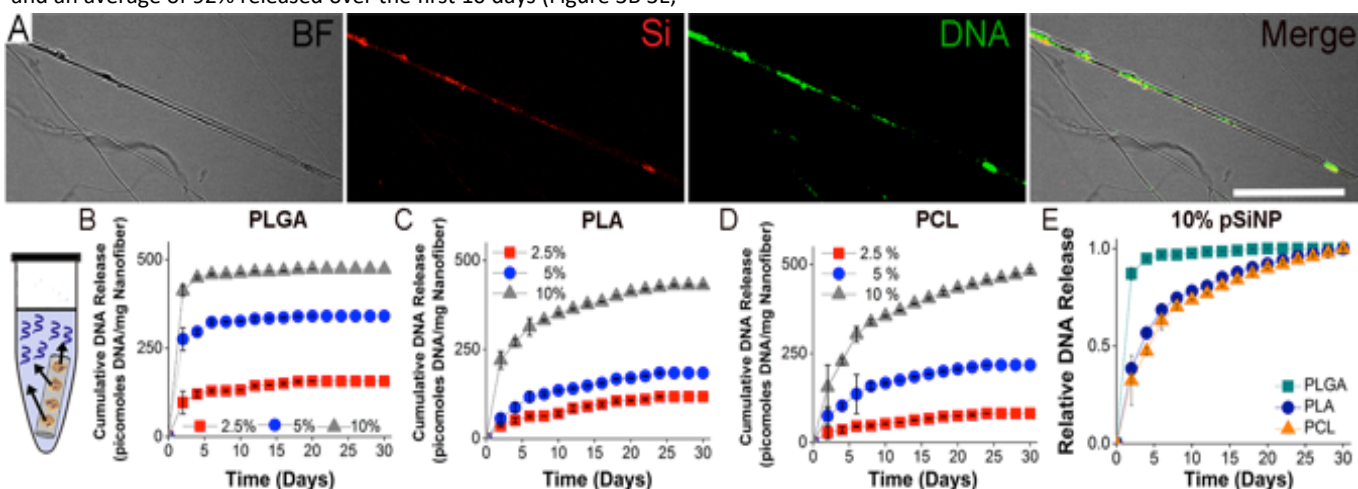 and an average of 92% released over the first 10 days (Figure 3B-3E,
A BF Si DNA Merge
B PLGA C PLA D PCL E 10% pSiNP
Cumulative DNA Release
(picomoles DNA/mg Nanofiber)
500
250
0
2.5% 5% 10%
0 5 10 15 20 25 30
Time (Days)
Cumulative DNA Release
(picomoles DNA/mg Nanofiber)
500
250
0
2.5%
5%
10%
0 5 10 15 20 25 30
Time (Days)
Cumulative DNA Release
(picomoles DNA/mg Nanofiber)
500
250
0
2.5%
5 %
10 %
0 5 10 15 20 25 30
Time (Days)
Relative DNA Release
1.0
0.5
0.0
PLGA
PLA
PCL
0 5 10 15 20 25 30
Time (Days)